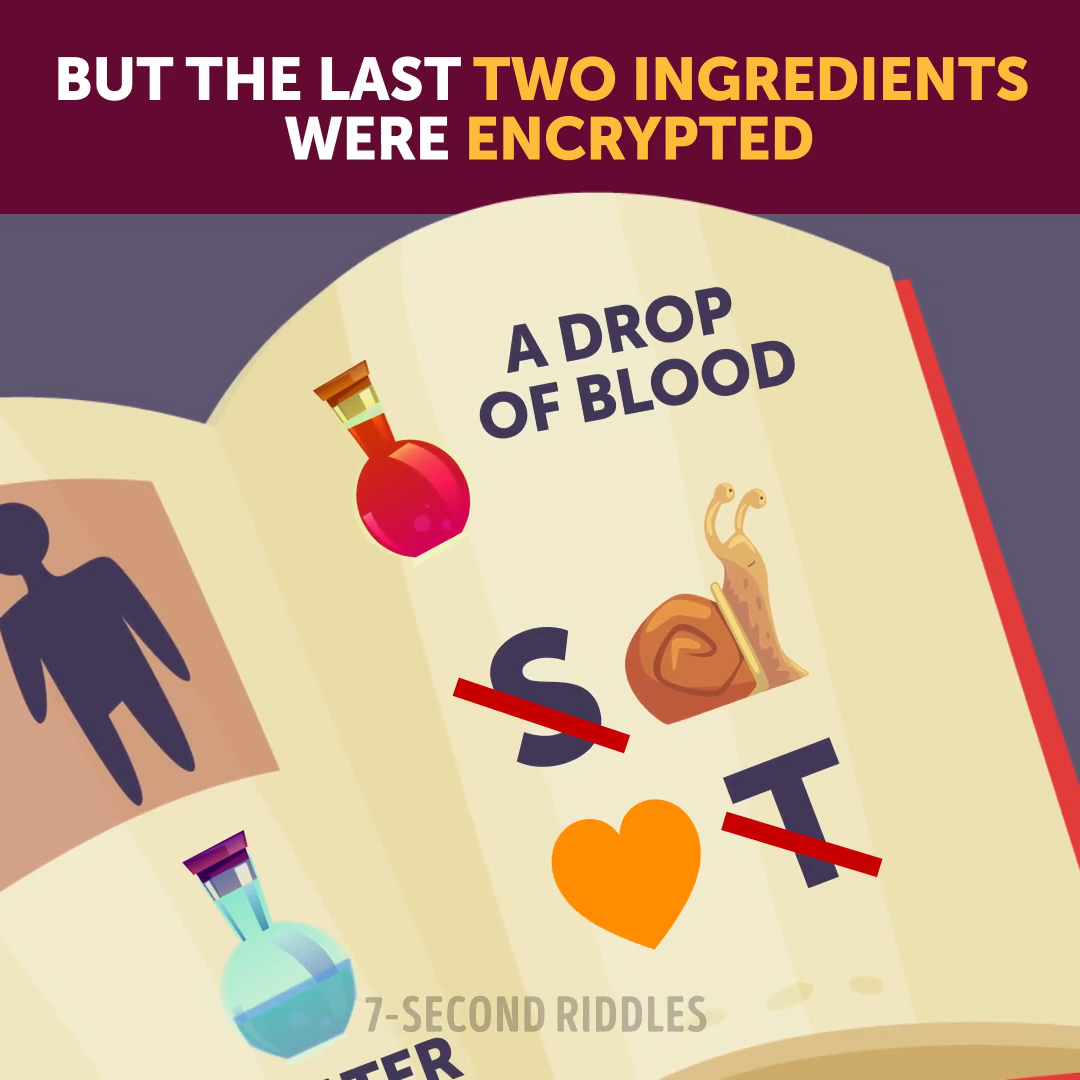 BUT THE LAST TWO INGREDIENTS
WERE ENCRYPTED
A DROP
OF BLOOD
S
T
7-SECOND RIDDLES